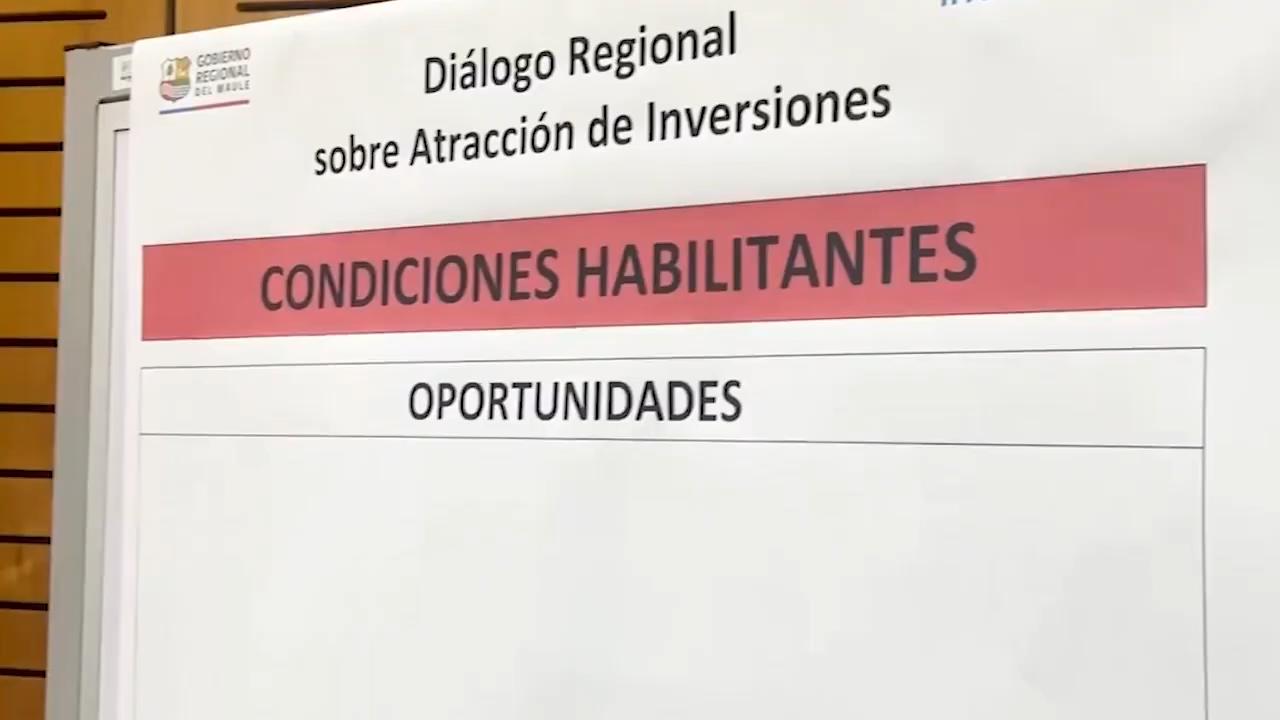 GOBIERNO
REGIONAL
DEL MAULE
Diálogo Regional
sobre Atracción de Inversiones
CONDICIONES HABILITANTES
OPORTUNIDADES